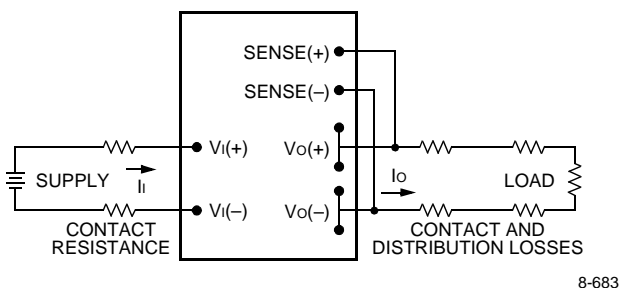 SENSE(+)
SENSE(–)
VI(+)
VO(+)
IO
SUPPLY
II
LOAD
VI(–)
VO(–)
CONTACT
RESISTANCE
CONTACT AND
DISTRIBUTION LOSSES
8-683